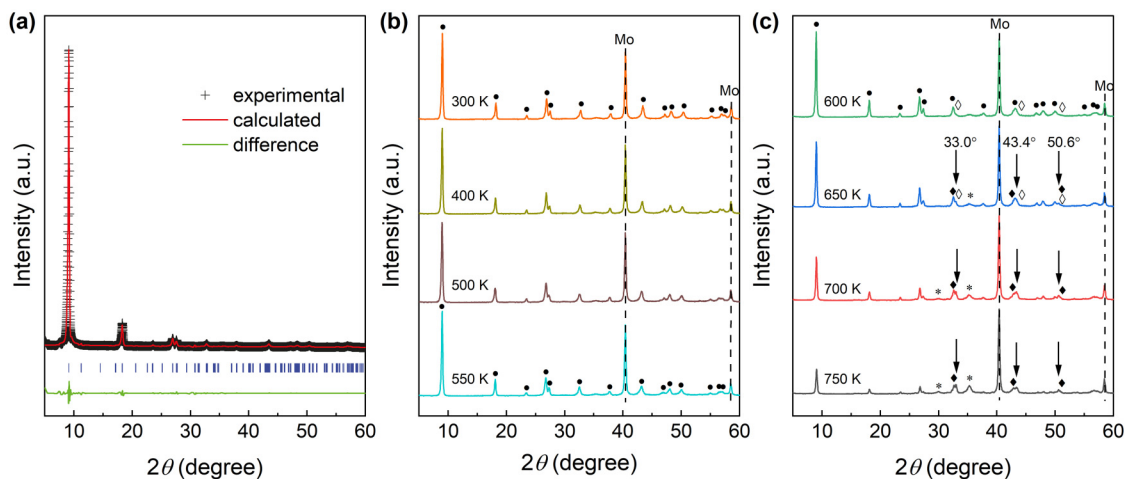 (a)
experimental
calculated
difference
Intensity (a.u.)
10 20 30 40 50 60
2θ (degree)
(b)
Mo
Mo
300 K
400 K
500 K
550 K
Intensity (a.u.)
10 20 30 40 50 60
2θ (degree)
(c)
Mo
Mo
600 K
33.0° 43.4° 50.6°
650 K
*
700 K
* *
750 K
* *
Intensity (a.u.)
10 20 30 40 50 60
2θ (degree)